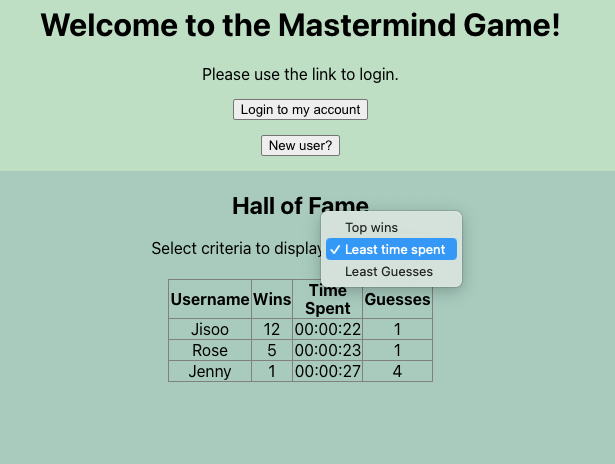 Welcome to the Mastermind Game!
Please use the link to login.
Login to my account
New user?
Hall of Fame
Select criteria to display
Top wins
✓ Least time spent
Least Guesses
Username Wins Time Spent Guesses
Jisoo 12 00:00:22 1
Rose 5 00:00:23 1
Jenny 1 00:00:27 4